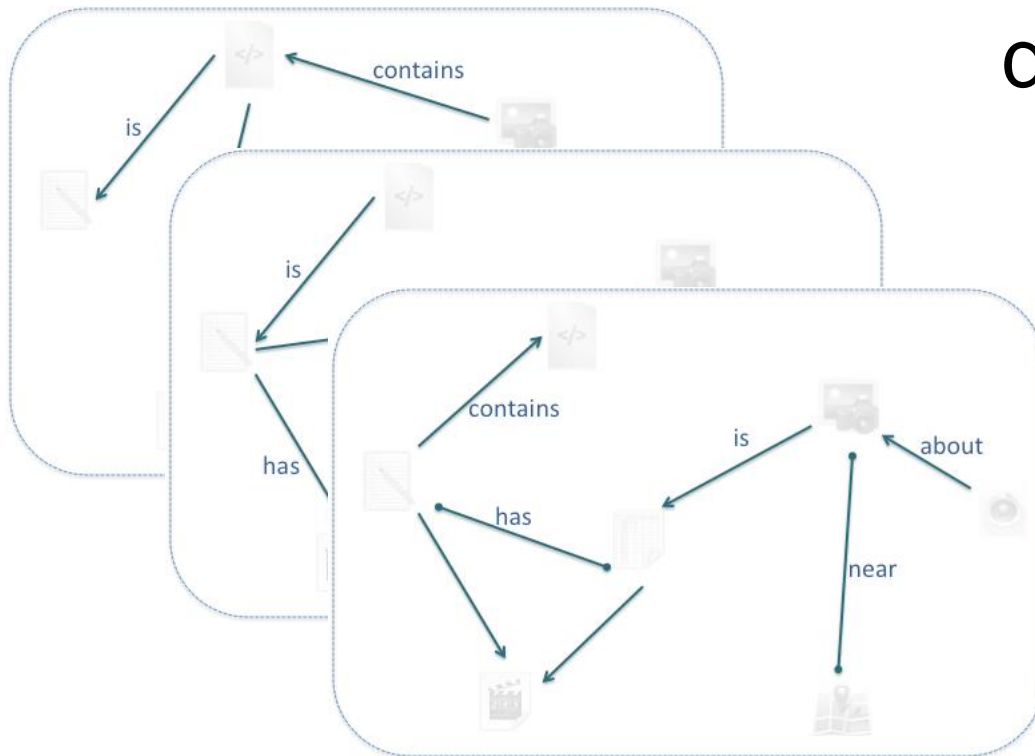 contains
is
</>
</>
is
has
</>
contains
is
about
has
near